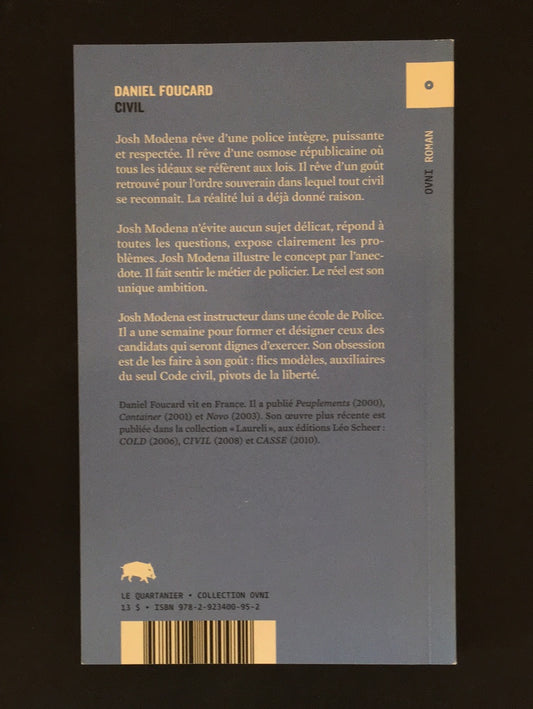 DANIEL FOUCARD
CIVIL
Josh Modena rêve d'une police intègre, puissante
et respectée. Il rêve d'une osmose républicaine où
tous les idéaux se réfèrent aux lois. Il rêve d'un goût
retrouvé pour l'ordre souverain dans lequel tout civil
se reconnait. La réalité lui a déjà donné raison.
Josh Modena n'évite aucun sujet délicat, répond à
toutes les questions, expose clairement les pro-
blèmes. Josh Modena illustre le concept par l'anec-
dote. Il fait sentir le métier de policier. Le réel est son
unique ambition.
Josh Modena est instructeur dans une école de Police.
Il a une semaine pour former et désigner ceux des
candidats qui seront dignes d'exercer. Son obsession
est de les faire à son goût : flics modèles, auxiliaires
du seul Code civil, pivots de la liberté.
Daniel Foucard vit en France. Il a publié Peuplements (2000),
Container (2001) et Novo (2003). Son œuvre plus récente est
publiée dans la collection « Laureli », aux éditions Léo Scheer :
COLD (2006), CIVIL (2008) et CASSE (2010).
LE QUARTANIER • COLLECTION OVNI
13 $ • ISBN 978-2-923400-95-2
OVNI ROMAN